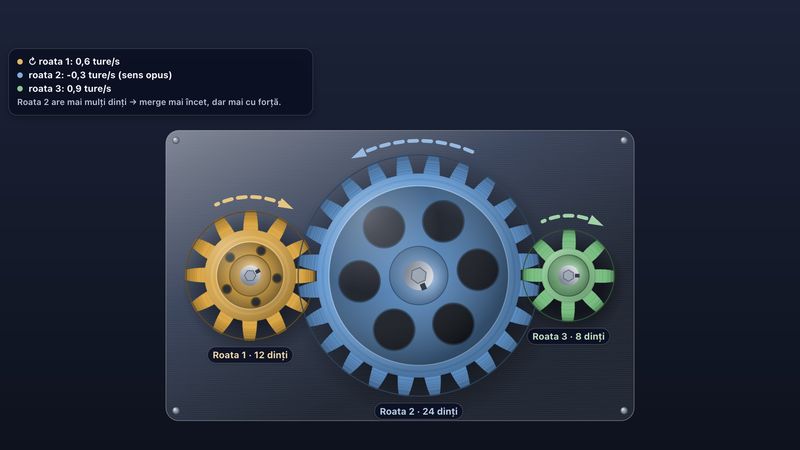 ↻ roata 1: 0,6 ture/s
roata 2: -0,3 ture/s (sens opus)
roata 3: 0,9 ture/s
Roata 2 are mai mulți dinți → merge mai încet, dar mai cu forță.
Roata 3 · 8 dinți
Roata 1 · 12 dinți
Roata 2 · 24 dinți